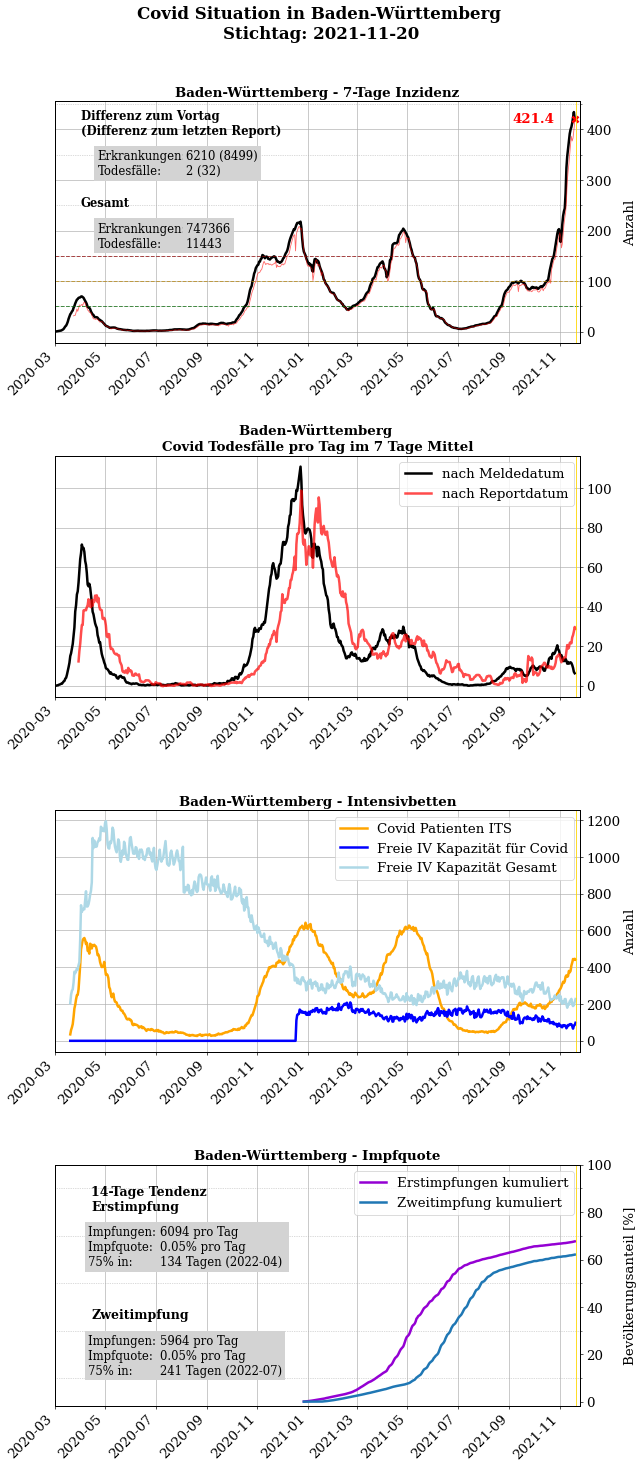 Covid Situation in Baden-Württemberg
Stichtag: 2021-11-20
Baden-Württemberg - 7-Tage Inzidenz
Differenz zum Vortag
(Differenz zum letzten Report)
Erkrankungen 6210 (8499)
Todesfälle: 2 (32)
Gesamt
Erkrankungen 747366
Todesfälle: 11443
421.4
400
300
200
100
0
Anzahl
2020-03
2020-05
2020-07
2020-09
2020-11
2021-01
2021-03
2021-05
2021-07
2021-09
2021-11
Baden-Württemberg
Covid Todesfälle pro Tag im 7 Tage Mittel
nach Meldedatum
nach Reportdatum
100
80
60
40
20
0
2020-03
2020-05
2020-07
2020-09
2020-11
2021-01
2021-03
2021-05
2021-07
2021-09
2021-11
Baden-Württemberg - Intensivbetten
Covid Patienten ITS
Freie IV Kapazität für Covid
Freie IV Kapazität Gesamt
1200
1000
800
600
400
200
0
Anzahl
2020-03
2020-05
2020-07
2020-09
2020-11
2021-01
2021-03
2021-05
2021-07
2021-09
2021-11
Baden-Württemberg - Impfquote
14-Tage Tendenz
Erstimpfung
Impfungen: 6094 pro Tag
Impfquote: 0.05% pro Tag
75% in: 134 Tagen (2022-04)
Zweitimpfung
Impfungen: 5964 pro Tag
Impfquote: 0.05% pro Tag
75% in: 241 Tagen (2022-07)
Erstimpfungen kumuliert
Zweitimpfung kumuliert
100
80
60
40
20
0
Bevölkerungsanteil [%]
2020-03
2020-05
2020-07
2020-09
2020-11
2021-01
2021-03
2021-05
2021-07
2021-09
2021-11